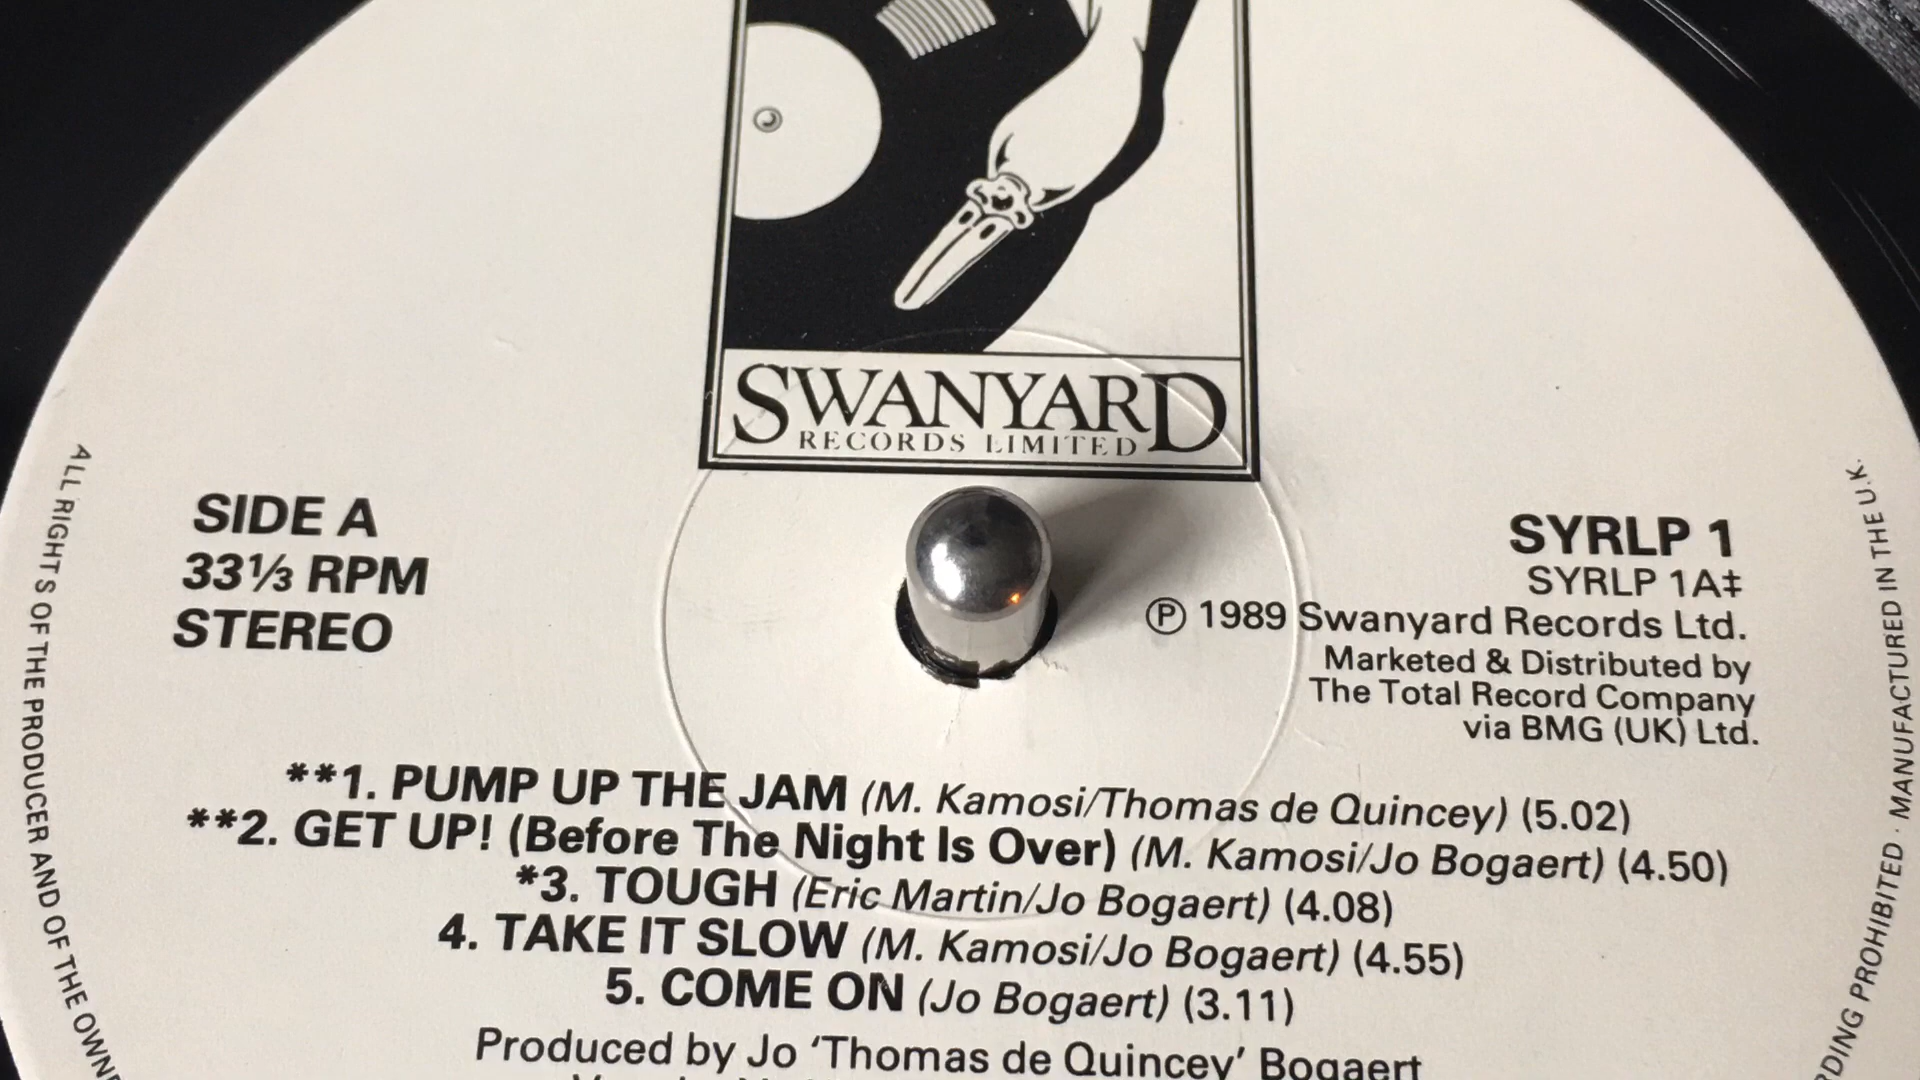 SWANYARD
RECORDS LIMITED
SIDE A
33⅓ RPM
STEREO
SYRLP 1
SYRLP 1A‡
Ⓟ 1989 Swanyard Records Ltd.
Marketed & Distributed by
The Total Record Company
via BMG (UK) Ltd.
**1. PUMP UP THE JAM (M. Kamosi/Thomas de Quincey) (5.02)
**2. GET UP! (Before The Night Is Over) (M. Kamosi/Jo Bogaert) (4.50)
*3. TOUGH (Eric Martin/Jo Bogaert) (4.08)
4. TAKE IT SLOW (M. Kamosi/Jo Bogaert) (4.55)
5. COME ON (Jo Bogaert) (3.11)
Produced by Jo ‘Thomas de Quincey’ Bogaert
ALL RIGHTS OF THE PRODUCER AND OF THE
PROHIBITED · MANUFACTURED IN THE U.K.